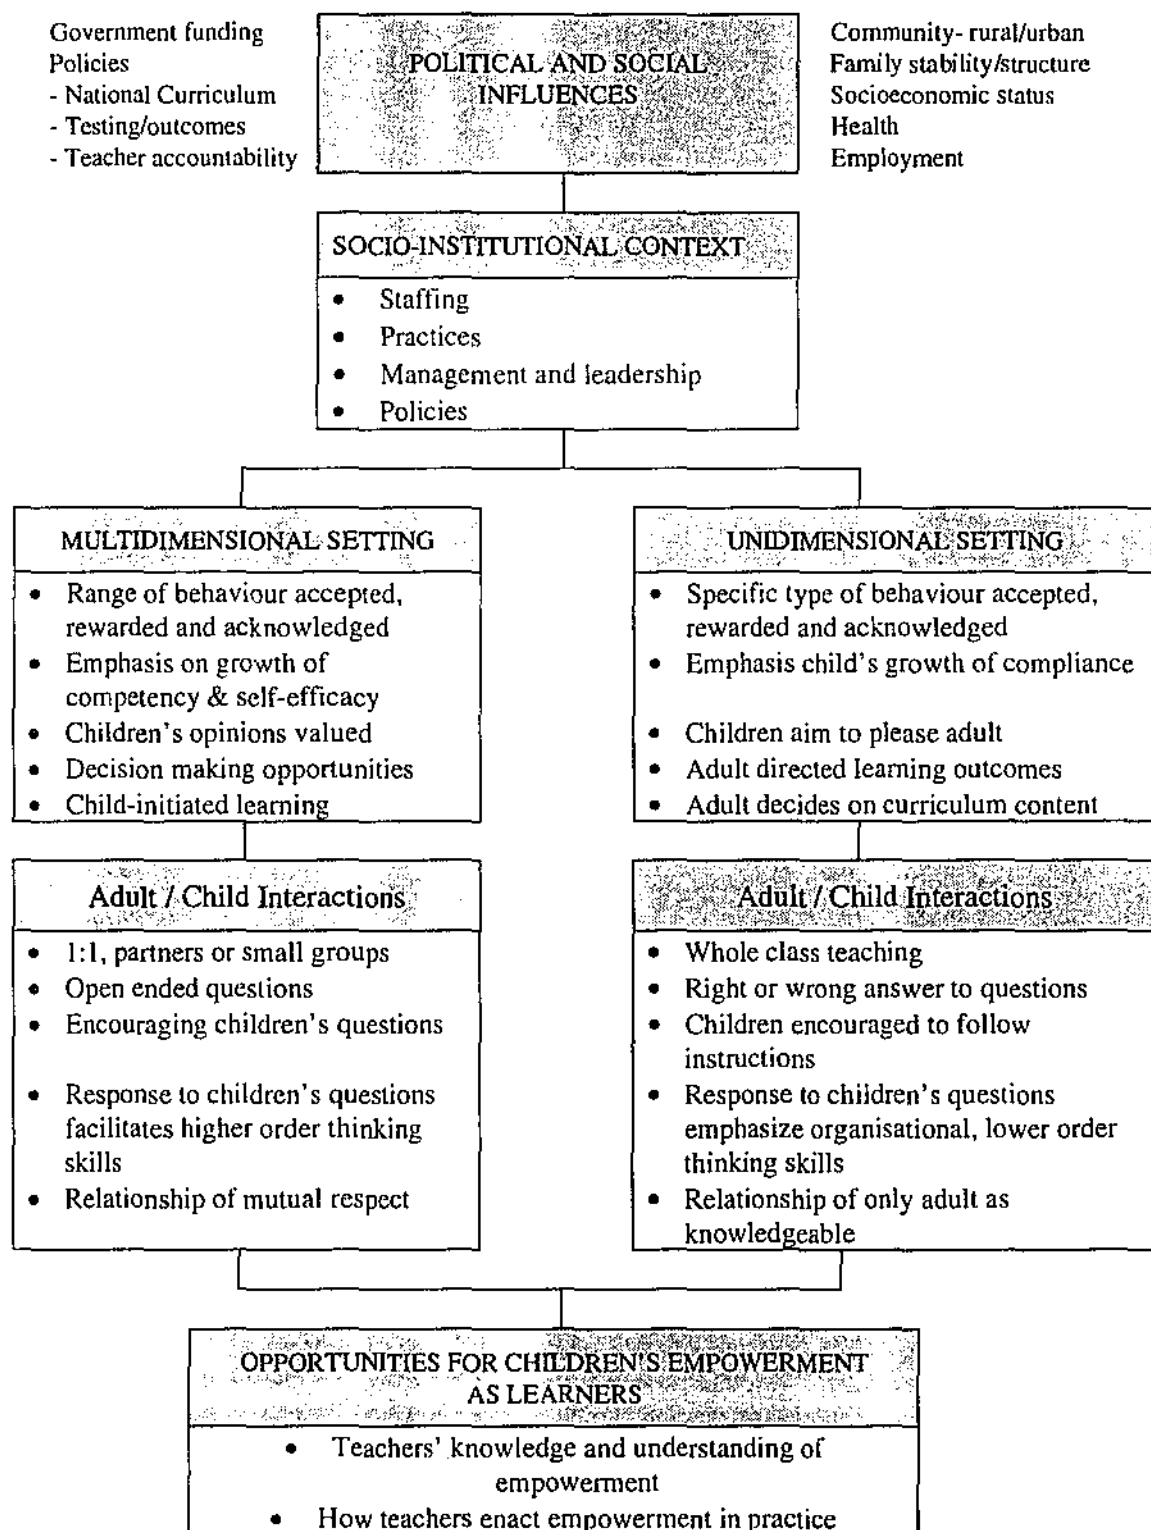 Government funding
Policies
- National Curriculum
- Testing/outcomes
- Teacher accountability
POLITICAL AND SOCIAL
INFLUENCES
Community- rural/urban
Family stability/structure
Socioeconomic status
Health
Employment
SOCIO-INSTITUTIONAL CONTEXT
• Staffing
• Practices
• Management and leadership
• Policies
MULTIDIMENSIONAL SETTING
• Range of behaviour accepted,
rewarded and acknowledged
• Emphasis on growth of
competency & self-efficacy
• Children's opinions valued
• Decision making opportunities
• Child-initiated learning
UNIDIMENSIONAL SETTING
• Specific type of behaviour accepted,
rewarded and acknowledged
• Emphasis child's growth of compliance
• Children aim to please adult
• Adult directed learning outcomes
• Adult decides on curriculum content
Adult / Child Interactions
• 1:1, partners or small groups
• Open ended questions
• Encouraging children's questions
• Response to children's questions
facilitates higher order thinking
skills
• Relationship of mutual respect
Adult / Child Interactions
• Whole class teaching
• Right or wrong answer to questions
• Children encouraged to follow
instructions
• Response to children's questions
emphasize organisational, lower order
thinking skills
• Relationship of only adult as
knowledgeable
OPPORTUNITIES FOR CHILDREN'S EMPOWERMENT
AS LEARNERS
• Teachers' knowledge and understanding of
empowerment
• How teachers enact empowerment in practice